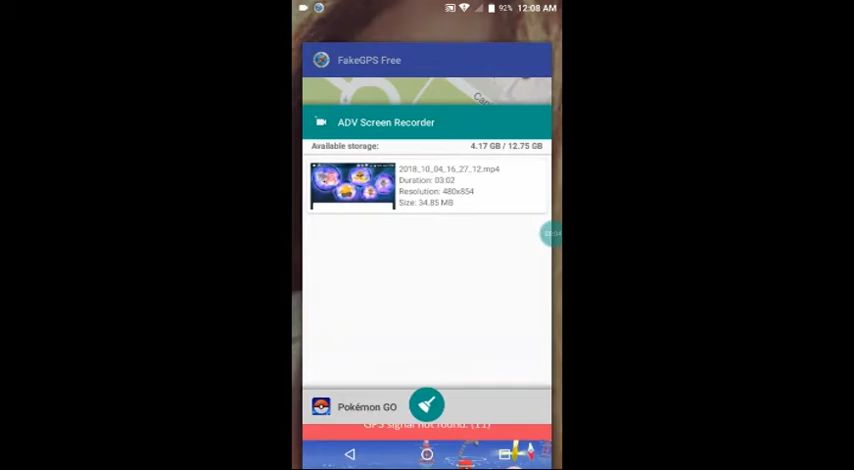 92% 12:08 AM
FakeGPS Free
ADV Screen Recorder
Available storage: 4.17 GB / 12.75 GB
2018_10_04_16_27_12.mp4
Duration: 03:02
Resolution: 480x854
Size: 34.85 MB
Pokémon GO
GPS signal not found. (11)